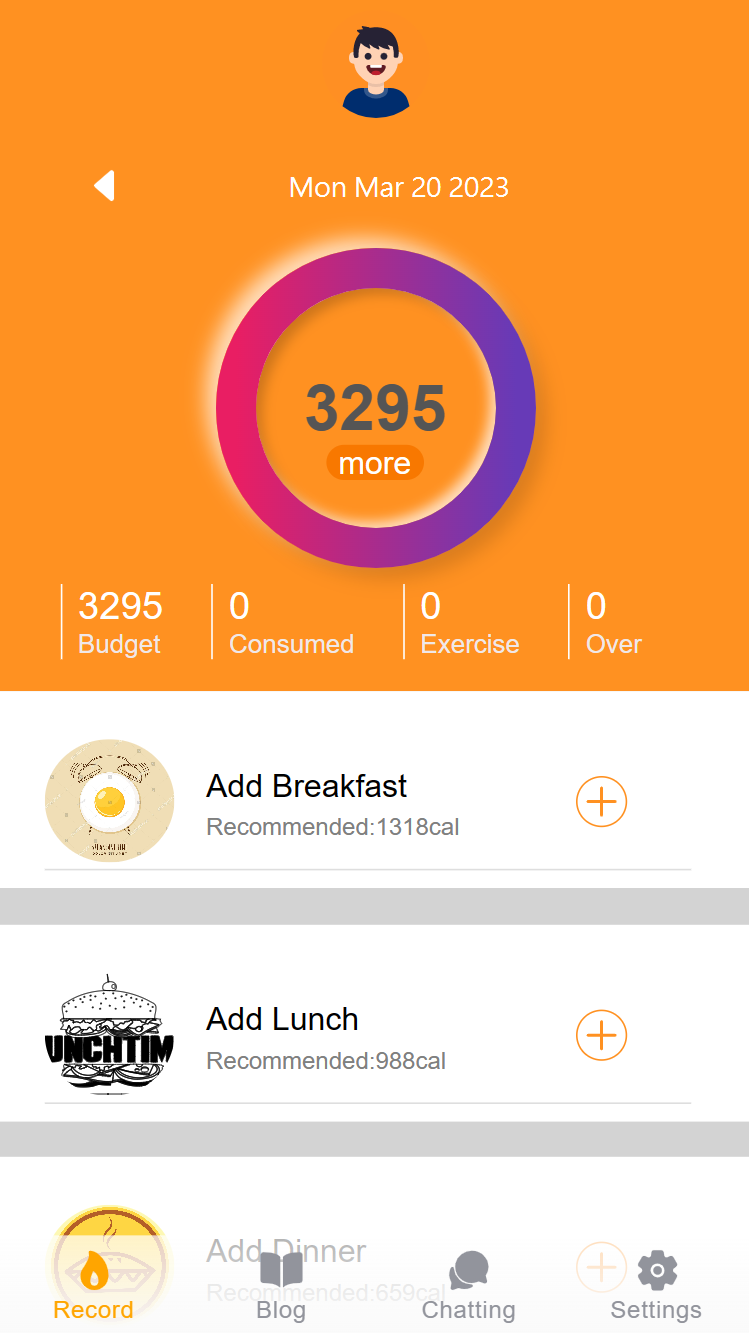 Mon Mar 20 2023
3295
more
3295 0 0 0
Budget Consumed Exercise Over
Add Breakfast
Recommended:1318cal
Add Lunch
Recommended:988cal
UNCHTIM
Add Dinner
Recommended:659cal
Record Blog Chatting Settings